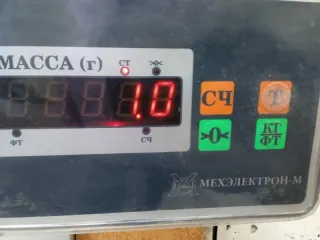 МАССА (г)
СТ >0<
1.0
ФТ СЧ
СЧ Т
>0< КГ/ФТ
МЕХЭЛЕКТРОН-М